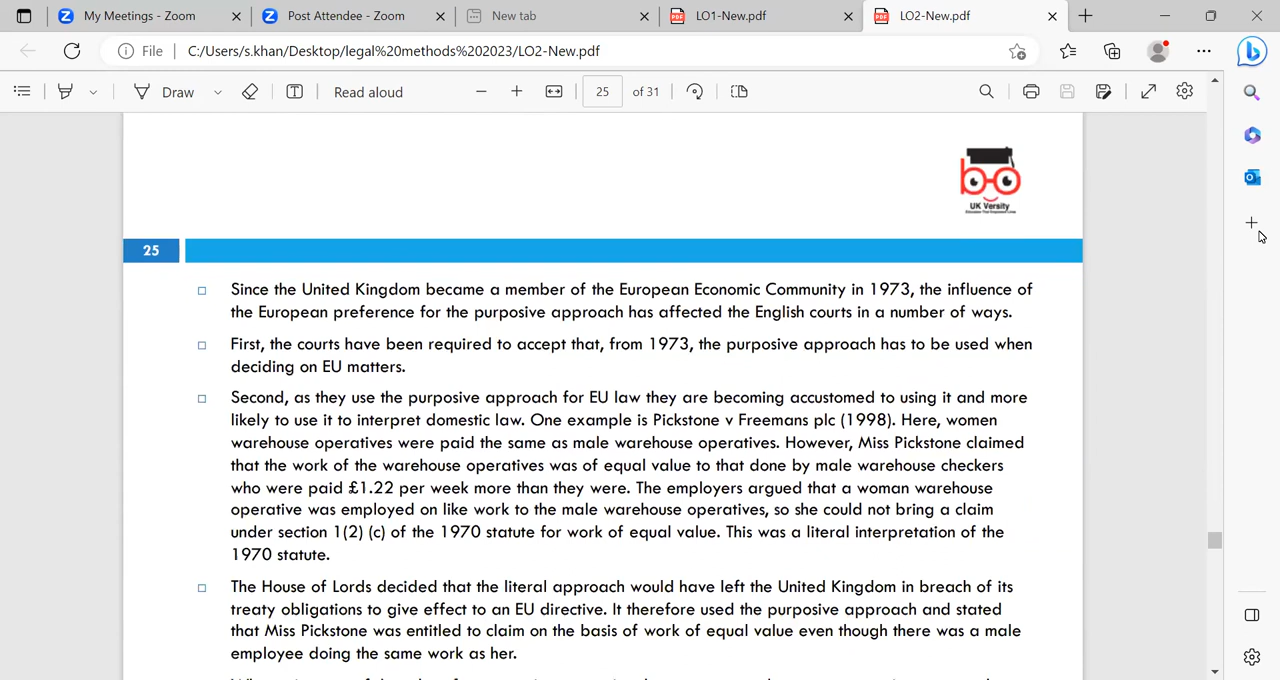 My Meetings - Zoom
Post Attendee - Zoom
New tab
LO1-New.pdf
LO2-New.pdf
File
C:/Users/s.khan/Desktop/legal%20methods%202023/LO2-New.pdf
Draw
Read aloud
25
of 31
UK Versity
25
Since the United Kingdom became a member of the European Economic Community in 1973, the influence of
the European preference for the purposive approach has affected the English courts in a number of ways.
First, the courts have been required to accept that, from 1973, the purposive approach has to be used when
deciding on EU matters.
Second, as they use the purposive approach for EU law they are becoming accustomed to using it and more
likely to use it to interpret domestic law. One example is Pickstone v Freemans plc (1998). Here, women
warehouse operatives were paid the same as male warehouse operatives. However, Miss Pickstone claimed
that the work of the warehouse operatives was of equal value to that done by male warehouse checkers
who were paid £1.22 per week more than they were. The employers argued that a woman warehouse
operative was employed on like work to the male warehouse operatives, so she could not bring a claim
under section 1(2) (c) of the 1970 statute for work of equal value. This was a literal interpretation of the
1970 statute.
The House of Lords decided that the literal approach would have left the United Kingdom in breach of its
treaty obligations to give effect to an EU directive. It therefore used the purposive approach and stated
that Miss Pickstone was entitled to claim on the basis of work of equal value even though there was a male
employee doing the same work as her.